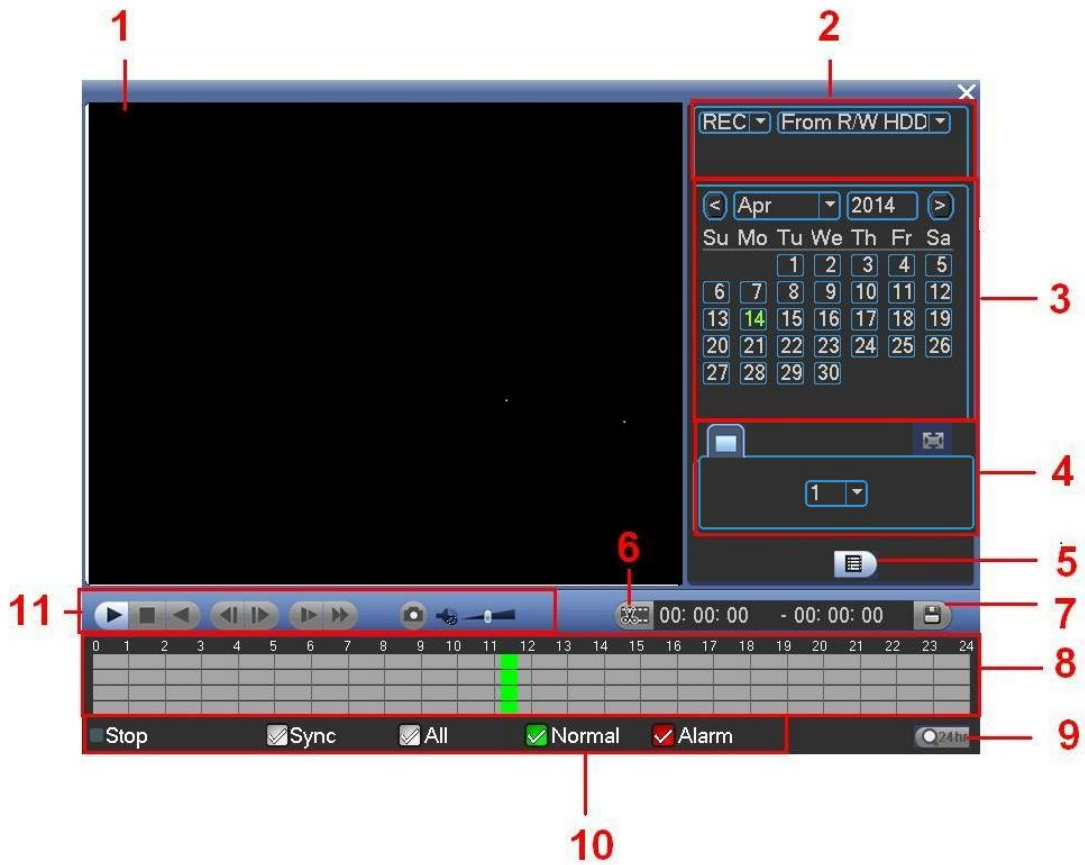 1
2
REC From R/W HDD
< Apr 2014 >
Su Mo Tu We Th Fr Sa
1 2 3 4 5
6 7 8 9 10 11 12
3
13 14 15 16 17 18 19
20 21 22 23 24 25 26
27 28 29 30
4
1
6
5
11
00: 00: 00 - 00: 00: 00
7
0 1 2 3 4 5 6 7 8 9 10 11 12 13 14 15 16 17 18 19 20 21 22 23 24
8
Stop Sync All Normal Alarm
24hr
9
10